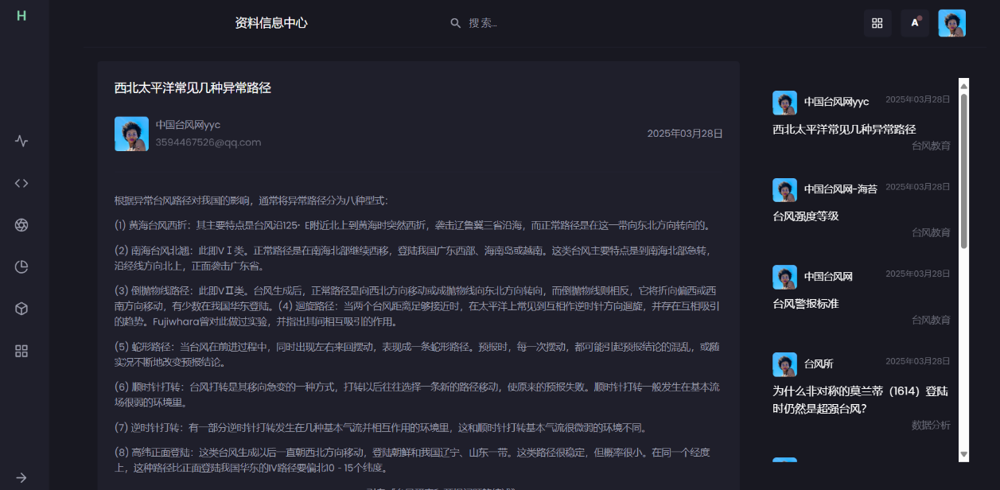 H
资料信息中心
搜索...
A
西北太平洋常见几种异常路径
中国台风网yyc
3594467526@qq.com
2025年03月28日
根据异常台风路径对我国的影响，通常将异常路径分为八种型式：
(1) 黄海台风西折：其主要特点是台风沿125· E附近北上到黄海时突然西折，袭击辽鲁冀三省沿海，而正常路径是在这一带向东北方向转向的。
(2) 南海台风北翘：此即VⅠ类。正常路径是在南海北部继续西移，登陆我国广东西部、海南岛或越南。这类台风主要特点是到南海北部急转，
沿经线方向北上，正面袭击广东省。
(3) 倒抛物线路径：此即VⅡ类。台风生成后，正常路径是向西北方向移动或成抛物线向东北方向转向，而倒抛物线则相反，它将折向偏西或西
南方向移动，有少数在我国华东登陆。(4) 迴旋路径：当两个台风距离足够接近时，在太平洋上常见到互相作逆时针方向迴旋，并存在互相吸引
的趋势。Fujiwhara曾对此做过实验，并指出其间相互吸引的作用。
(5) 蛇形路径：当台风在前进过程中，同时出现左右来回摆动，表现成一条蛇形路径。预报时，每一次摆动，都可能引起预报结论的混乱，或随
实况不断地改变预报结论。
(6) 顺时针打转：台风打转是其移向急变的一种方式，打转以后往往选择一条新的路径移动，使原来的预报失败。顺时针打转一般发生在基本流
场很弱的环境里。
(7) 逆时针打转：有一部分逆时针打转发生在几种基本气流并相互作用的环境里，这和顺时针打转基本气流很微弱的环境不同。
(8) 高纬正面登陆：这类台风生成以后一直朝西北方向移动，登陆朝鲜和我国辽宁、山东一带。这类路径很稳定，但概率很小。在同一个经度
上，这种路径比正面登陆我国华东的IV路径要偏北10－15个纬度。
中国台风网yyc
2025年03月28日
西北太平洋常见几种异常路径
台风教育
中国台风网-海苔
2025年03月28日
台风强度等级
台风教育
中国台风网
2025年03月28日
台风警报标准
台风教育
台风所
2025年03月28日
为什么非对称的莫兰蒂（1614）登陆
时仍然是超强台风？
数据分析